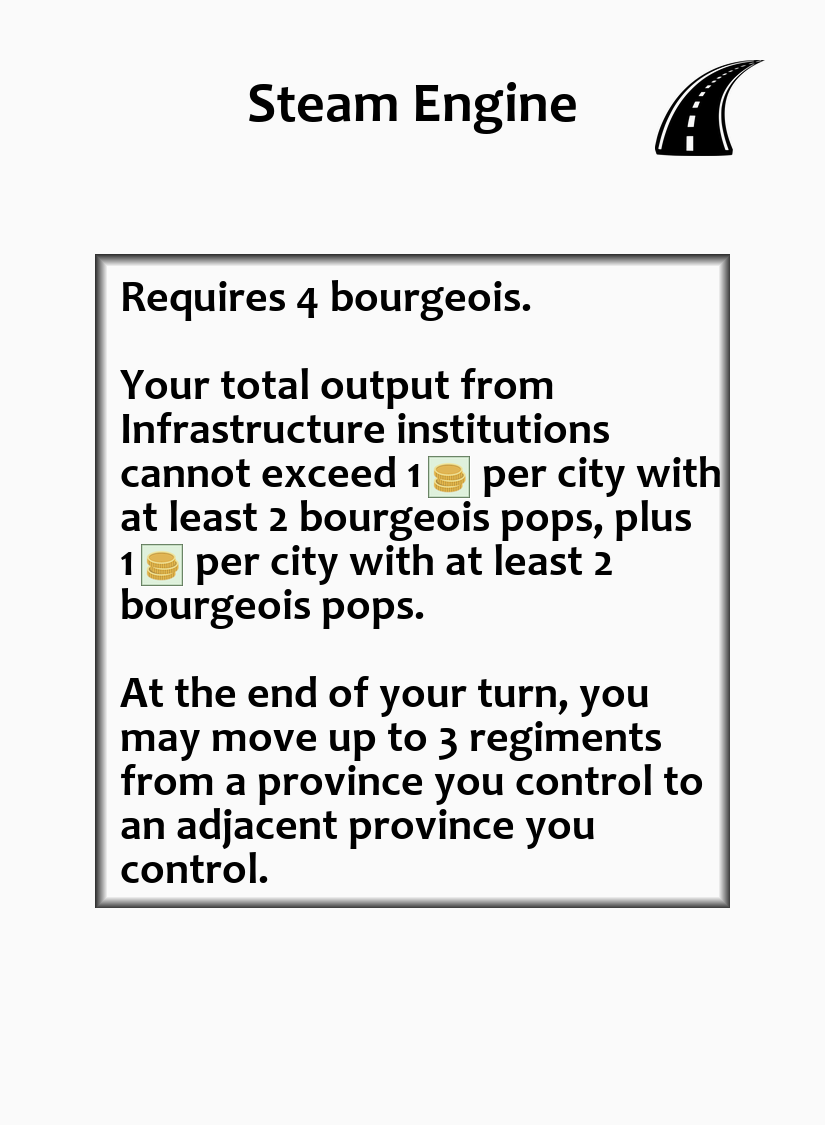 Steam Engine
Requires 4 bourgeois.
Your total output from
Infrastructure institutions
cannot exceed 1 per city with
at least 2 bourgeois pops, plus
1 per city with at least 2
bourgeois pops.
At the end of your turn, you
may move up to 3 regiments
from a province you control to
an adjacent province you
control.